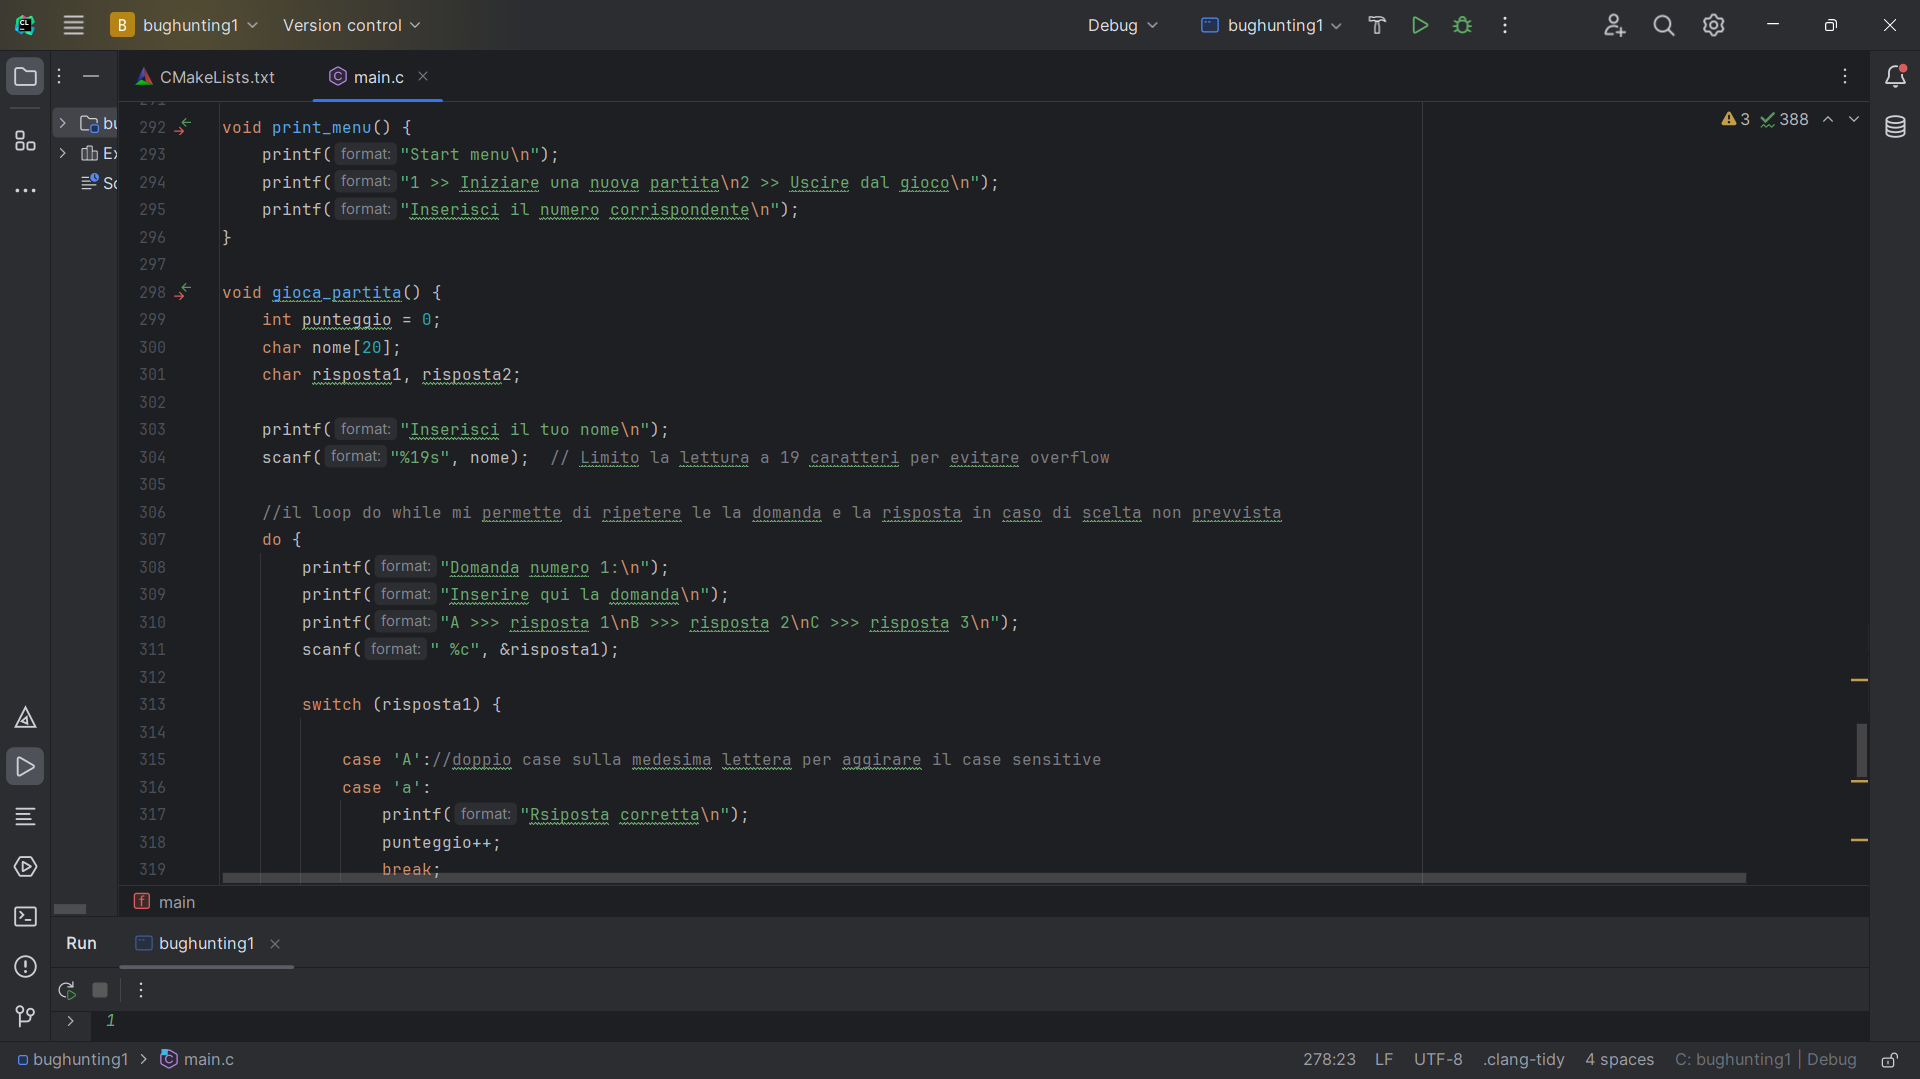 B bughunting1 Version control Debug bughunting1
CMakeLists.txt main.c
bu
Ex
Sc
3 388
292 void print_menu() {
293 printf( format: "Start menu\n");
294 printf( format: "1 >> Iniziare una nuova partita\n2 >> Uscire dal gioco\n");
295 printf( format: "Inserisci il numero corrispondente\n");
296 }
297
298 void gioca_partita() {
299 int punteggio = 0;
300 char nome[20];
301 char risposta1, risposta2;
302
303 printf( format: "Inserisci il tuo nome\n");
304 scanf( format: "%19s", nome); // Limito la lettura a 19 caratteri per evitare overflow
305
306 //il loop do while mi permette di ripetere le la domanda e la risposta in caso di scelta non prevvista
307 do {
308 printf( format: "Domanda numero 1:\n");
309 printf( format: "Inserire qui la domanda\n");
310 printf( format: "A >>> risposta 1\nB >>> risposta 2\nC >>> risposta 3\n");
311 scanf( format: " %c", &risposta1);
312
313 switch (risposta1) {
314
315 case 'A'://doppio case sulla medesima lettera per aggirare il case sensitive
316 case 'a':
317 printf( format: "Rsiposta corretta\n");
318 punteggio++;
319 break;
f main
Run bughunting1
1
bughunting1 > main.c 278:23 LF UTF-8 .clang-tidy 4 spaces C: bughunting1 | Debug